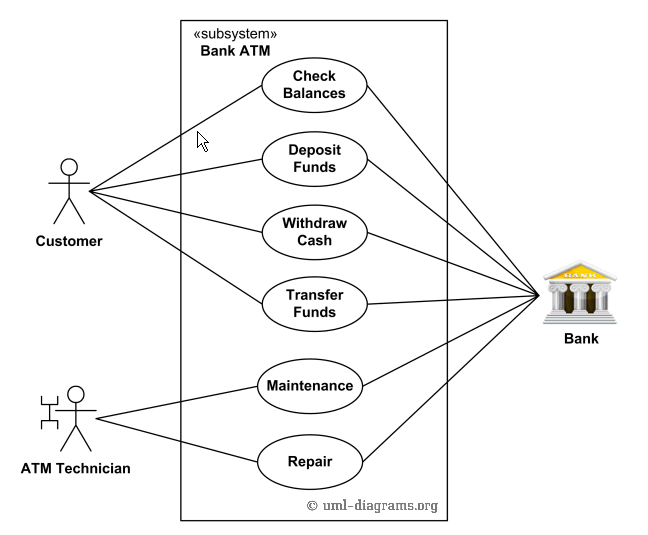 «subsystem»
Bank ATM
Check
Balances
Deposit
Funds
Customer
Withdraw
Cash
Transfer
Funds
BANK
Bank
Maintenance
ATM Technician
Repair
© uml-diagrams.org